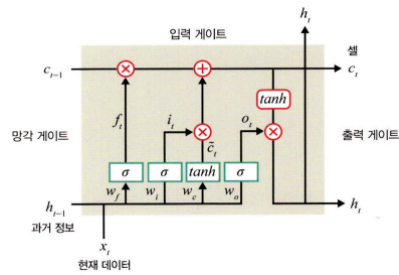 h_t
입력 게이트
셀
c_{t-1}
c_t
tanh
망각 게이트
f_t
i_t
o_t
출력 게이트
c̃_t
σ
σ
tanh
σ
w_f
w_i
w_c
w_o
h_{t-1}
h_t
과거 정보
x_t
현재 데이터